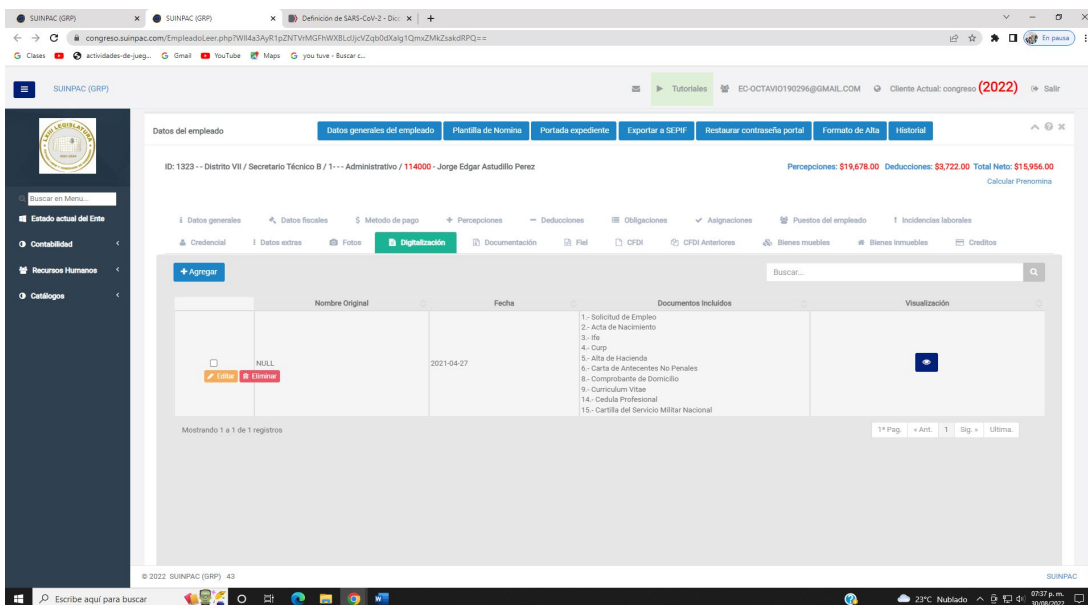 SUINPAC (GRP)
SUINPAC (GRP)
Definición de SARS-CoV-2 - Dicc
congreso.suinpac.com/EmpleadoLeer.php?
En pausa
Clases
actividades-de-jueg...
Gmail
YouTube
Maps
you tuve - Buscar c...
SUINPAC (GRP)
Tutoriales
EC-OCTAVIO190296@GMAIL.COM
Cliente Actual: congreso (2022)
Salir
LXIII LEGISLATURA
Datos del empleado
Datos generales del empleado
Plantilla de Nomina
Portada expediente
Exportar a SEPIF
Restaurar contraseña portal
Formato de Alta
Historial
ID: 1323 - - Distrito VII / Secretario Técnico B / 1--- Administrativo / 114000 - Jorge Edgar Astudillo Perez
Percepciones: $19,678.00 Deducciones: $3,722.00 Total Neto: $15,956.00
Calcular Prenomina
Buscar en Menu...
Estado actual del Ente
Contabilidad
Recursos Humanos
Catálogos
Datos generales
Datos fiscales
$ Metodo de pago
Percepciones
Deducciones
Obligaciones
Asignaciones
Puestos del empleado
Incidencias laborales
Credencial
Datos extras
Fotos
Digitalización
Documentación
Fiel
CFDI
CFDI Anteriores
Bienes muebles
Bienes inmuebles
Creditos
+ Agregar
Buscar...
Nombre Original
Fecha
Documentos Incluidos
Visualización
NULL
Editar
Eliminar
2021-04-27
1.- Solicitud de Empleo
2.- Acta de Nacimiento
3.- Ife
4.- Curp
5.- Alta de Hacienda
6.- Carta de Antecentes No Penales
8.- Comprobante de Domicilio
9.- Curriculum Vitae
14.- Cedula Profesional
15.- Cartilla del Servicio Militar Nacional
Mostrando 1 a 1 de 1 registros
1ª Pag.
« Ant.
1
Sig. »
Ultima.
© 2022 SUINPAC (GRP) 43
SUINPAC
Escribe aquí para buscar
23°C Nublado
07:37 p. m.
30/08/2022